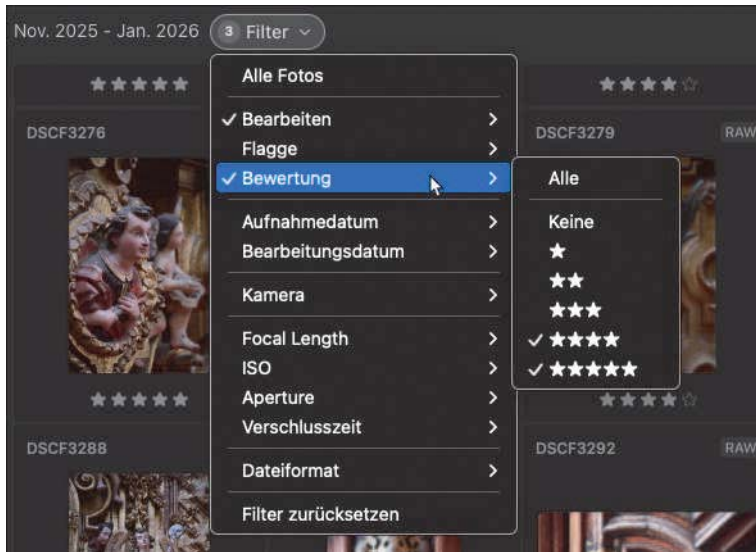 Nov. 2025 - Jan. 2026
3 Filter
Alle Fotos
DSCF3276
Bearbeiten
Flagge
Bewertung
Aufnahmedatum
Bearbeitungsdatum
Kamera
Focal Length
ISO
Aperture
Verschlusszeit
Dateiformat
Filter zurücksetzen
DSCF3279 RAW
Alle
Keine
★
★★
★★★
★★★★
★★★★★
DSCF3288
DSCF3292 RAW